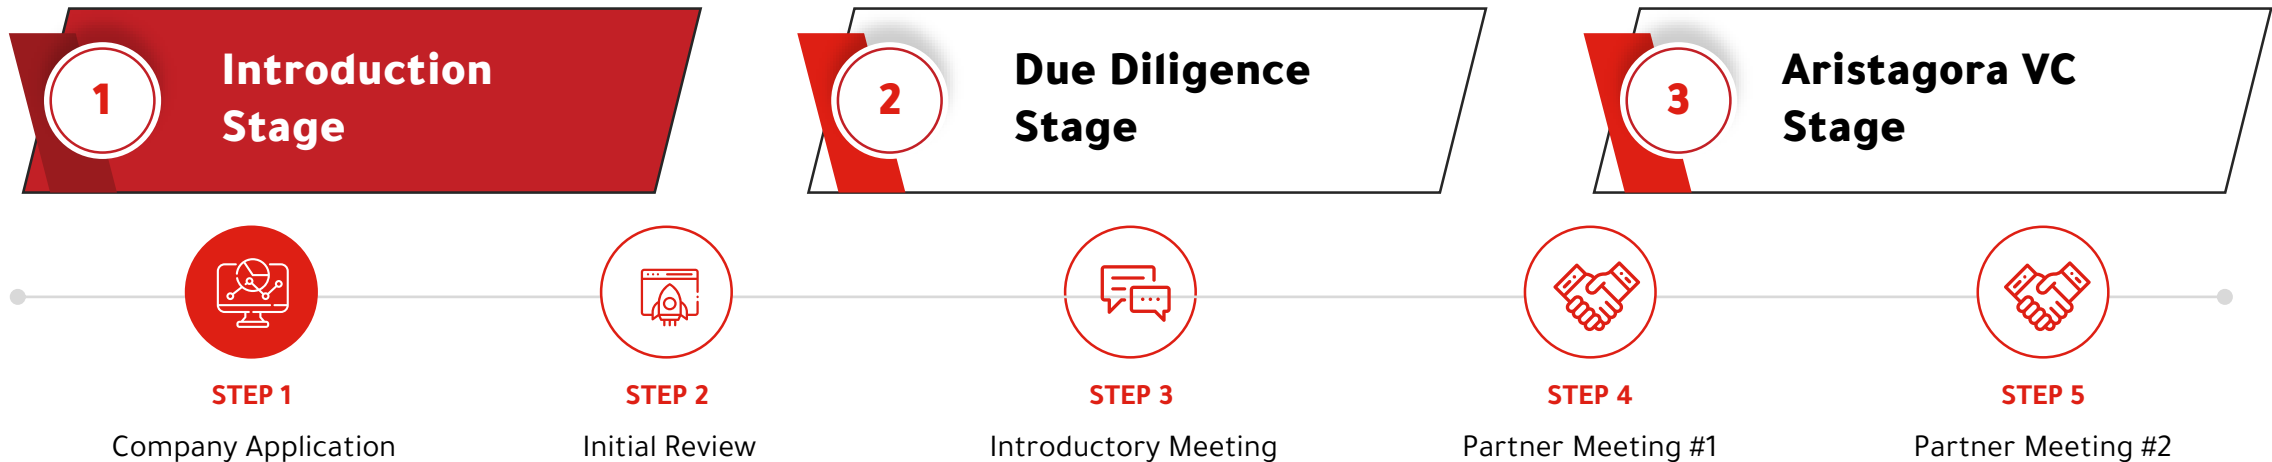 1
Introduction
Stage
2
Due Diligence
Stage
3
Aristagora VC
Stage
STEP 1
Company Application
STEP 2
Initial Review
STEP 3
Introductory Meeting
STEP 4
Partner Meeting #1
STEP 5
Partner Meeting #2